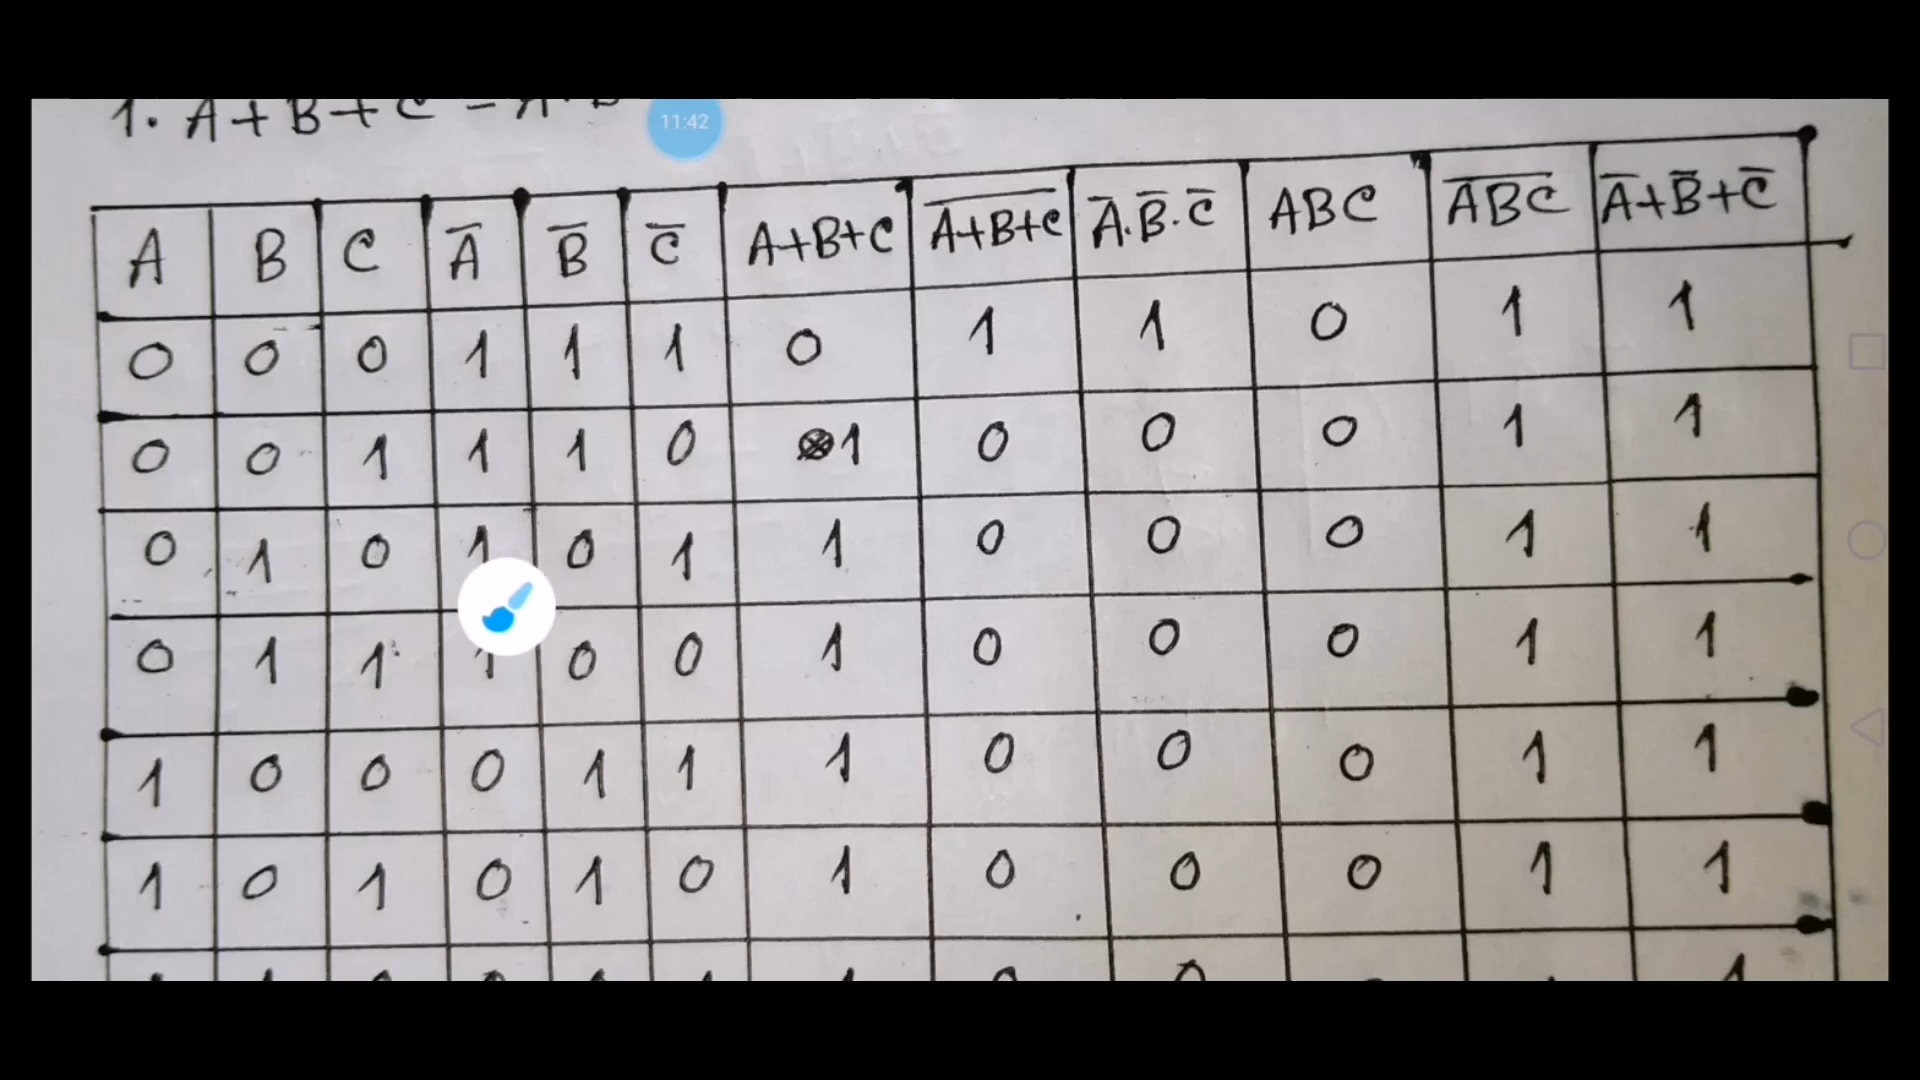 1. A+B+C
11:42
A B C A̅ B̅ C̅ A+B+C A̅+̅B̅+̅C̅ A̅.B̅.C̅ ABC A̅B̅C̅ A̅+B̅+C̅
0 0 0 1 1 1 0 1 1 0 1 1
0 0 1 1 1 0 1 0 0 0 1 1
0 1 0 1 0 1 1 0 0 0 1 1
0 1 1 1 0 0 1 0 0 0 1 1
1 0 0 0 1 1 1 0 0 0 1 1
1 0 1 0 1 0 1 0 0 0 1 1